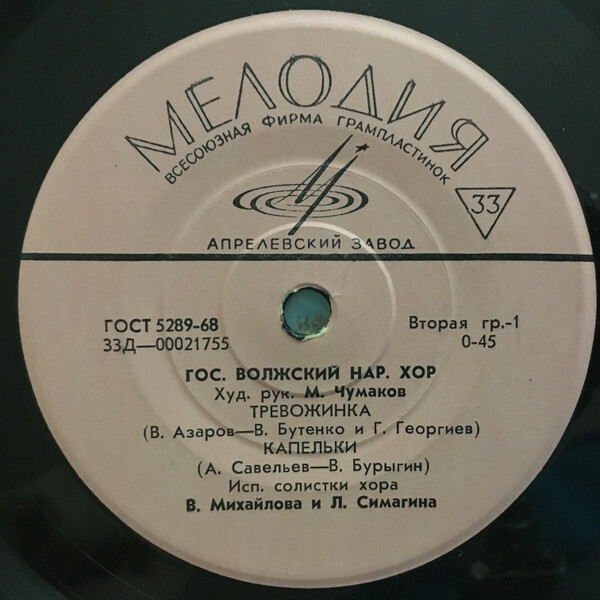 МЕЛОДИЯ
ВСЕСОЮЗНАЯ ФИРМА ГРАМПЛАСТИНОК
33
АПРЕЛЕВСКИЙ ЗАВОД
ГОСТ 5289-68 Вторая гр.-1
33Д—00021755 0-45
ГОС. ВОЛЖСКИЙ НАР. ХОР
Худ. рук. М. Чумаков
ТРЕВОЖИНКА
(В. Азаров—В. Бутенко и Г. Георгиев)
КАПЕЛЬКИ
(А. Савельев—В. Бурыгин)
Исп. солистки хора
В. Михайлова и Л. Симагина